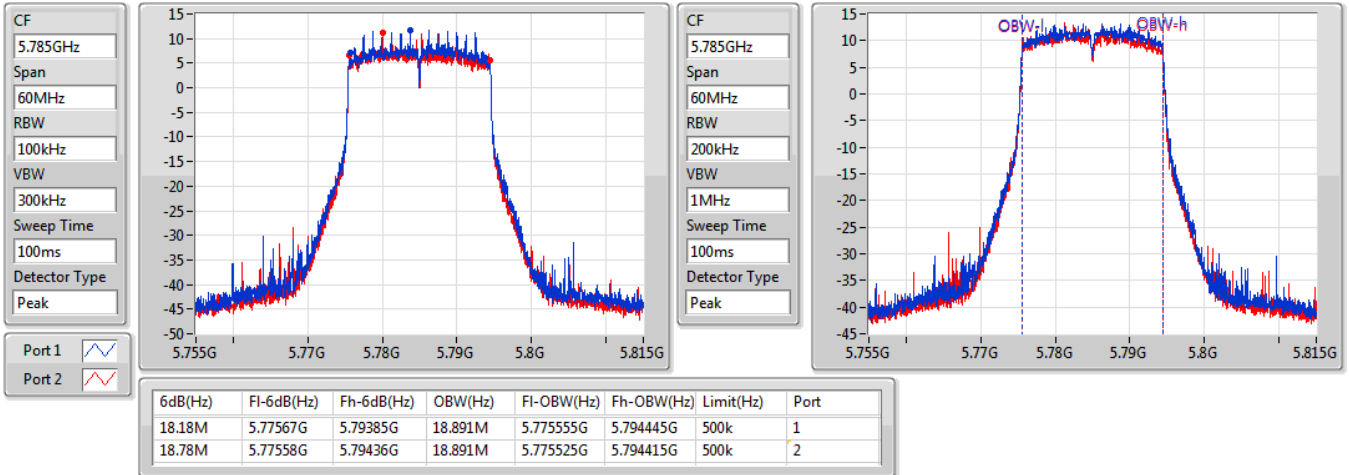 CF
5.785GHz
Span
60MHz
RBW
100kHz
VBW
300kHz
Sweep Time
100ms
Detector Type
Peak
15-
10-
5-
0-
-5-
-10-
-15-
-20-
-25-
-30-
-35-
-40-
-45-
-50-
5.755G 5.77G 5.78G 5.79G 5.8G 5.815G
CF
5.785GHz
Span
60MHz
RBW
200kHz
VBW
1MHz
Sweep Time
100ms
Detector Type
Peak
15-
10-
5-
0-
-5-
-10-
-15-
-20-
-25-
-30-
-35-
-40-
-45-
OBW-l OBW-h
5.755G 5.77G 5.78G 5.79G 5.8G 5.815G
Port 1
Port 2
6dB(Hz) Fl-6dB(Hz) Fh-6dB(Hz) OBW(Hz) Fl-OBW(Hz) Fh-OBW(Hz) Limit(Hz) Port
18.18M 5.77567G 5.79385G 18.891M 5.775555G 5.794445G 500k 1
18.78M 5.77558G 5.79436G 18.891M 5.775525G 5.794415G 500k 2